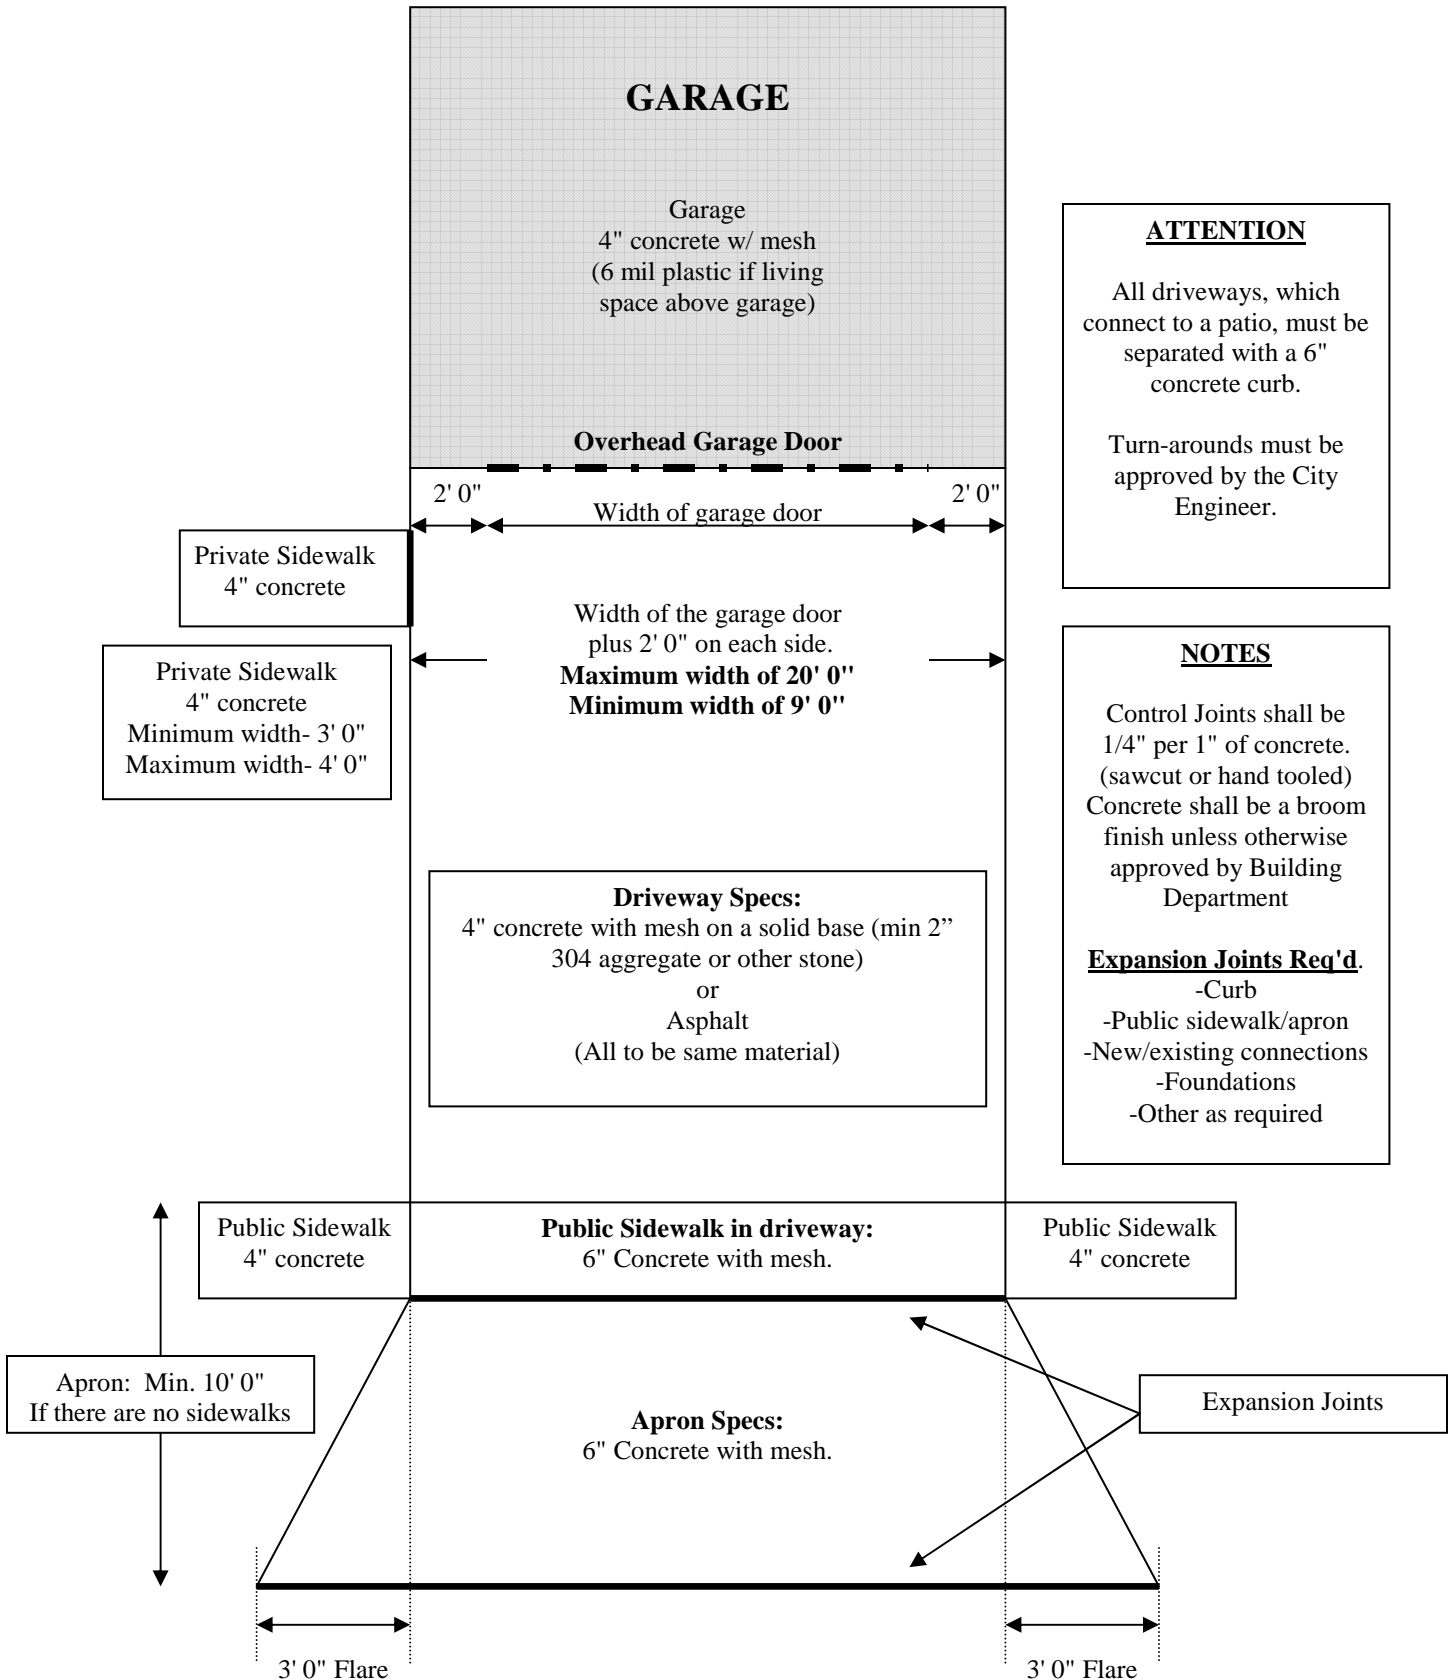 GARAGE
Garage
4" concrete w/ mesh
(6 mil plastic if living
space above garage)
Overhead Garage Door
2' 0"
Width of garage door
2' 0"
ATTENTION
All driveways, which
connect to a patio, must be
separated with a 6"
concrete curb.
Turn-arounds must be
approved by the City
Engineer.
Private Sidewalk
4" concrete
Private Sidewalk
4" concrete
Minimum width- 3' 0"
Maximum width- 4' 0"
Width of the garage door
plus 2' 0" on each side.
Maximum width of 20' 0"
Minimum width of 9' 0"
NOTES
Control Joints shall be
1/4" per 1" of concrete.
(sawcut or hand tooled)
Concrete shall be a broom
finish unless otherwise
approved by Building
Department
Expansion Joints Req'd.
-Curb
-Public sidewalk/apron
-New/existing connections
-Foundations
-Other as required
Driveway Specs:
4" concrete with mesh on a solid base (min 2”
304 aggregate or other stone)
or
Asphalt
(All to be same material)
Public Sidewalk
4" concrete
Public Sidewalk in driveway:
6" Concrete with mesh.
Public Sidewalk
4" concrete
Apron:  Min. 10' 0"
If there are no sidewalks
Apron Specs:
6" Concrete with mesh.
Expansion Joints
3' 0" Flare
3' 0" Flare